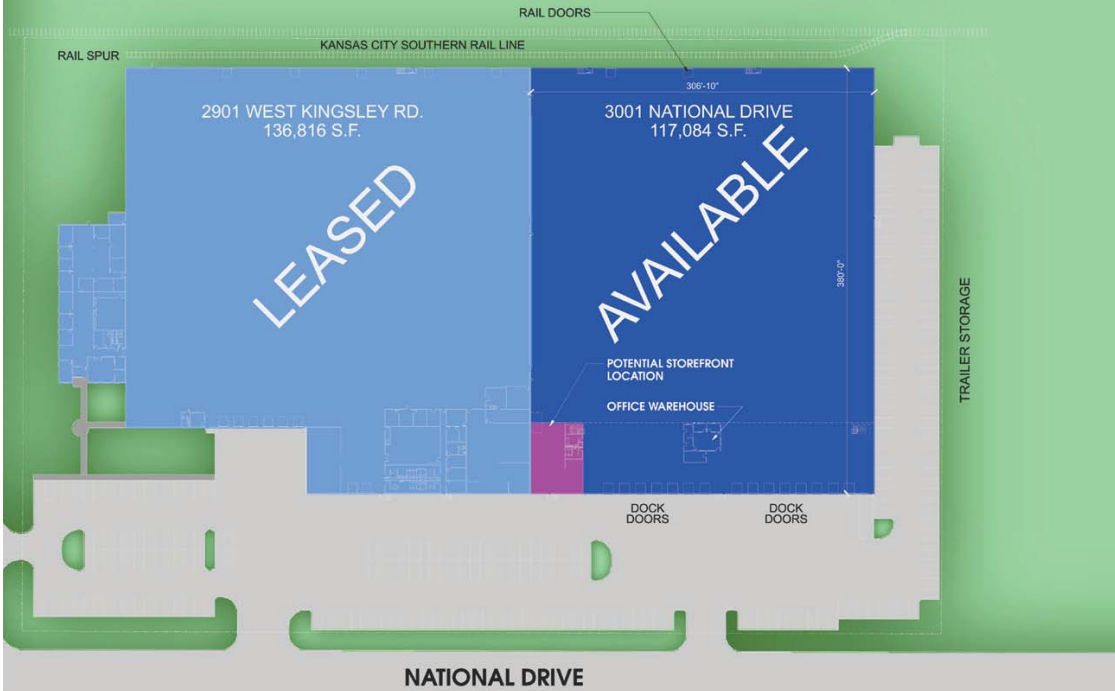 RAIL DOORS
KANSAS CITY SOUTHERN RAIL LINE
RAIL SPUR
306'-10"
2901 WEST KINGSLEY RD.
136,816 S.F.
3001 NATIONAL DRIVE
117,084 S.F.
LEASED
AVAILABLE
380'-0"
TRAILER STORAGE
POTENTIAL STOREFRONT
LOCATION
OFFICE WAREHOUSE
DOCK
DOORS
DOCK
DOORS
NATIONAL DRIVE